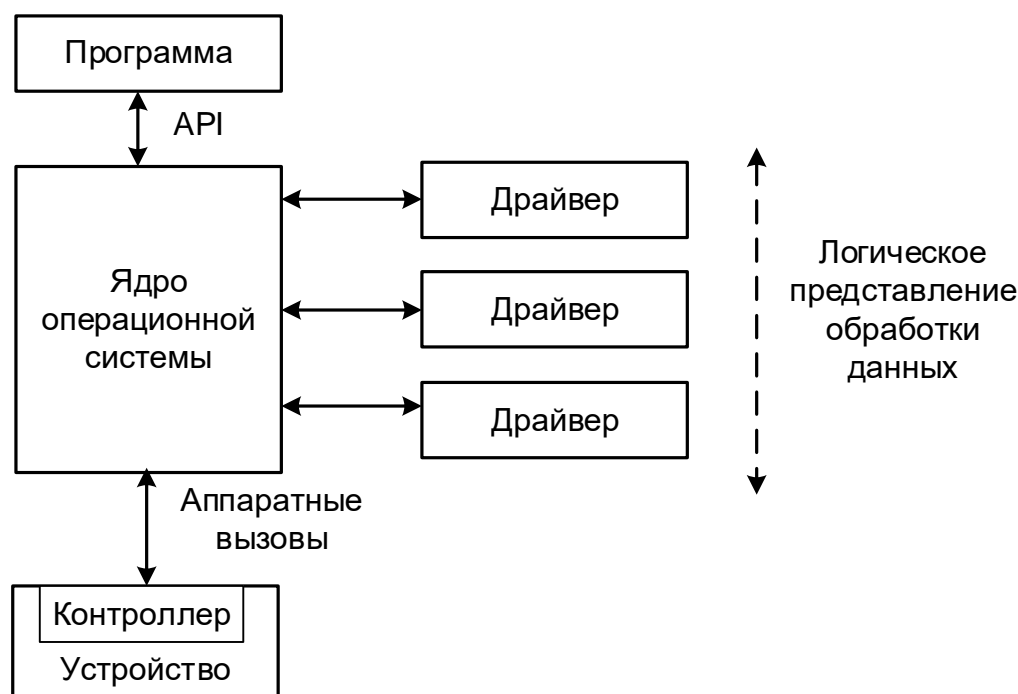 Программа
API
Ядро
операционной
системы
Драйвер
Драйвер
Драйвер
Логическое
представление
обработки
данных
Аппаратные
вызовы
Контроллер
Устройство